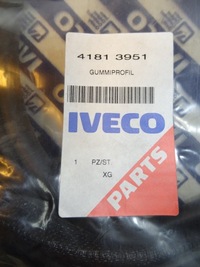 4181 3951
GUMMIPROFIL
IVECO
1 PZ/ST
XG
PARTS